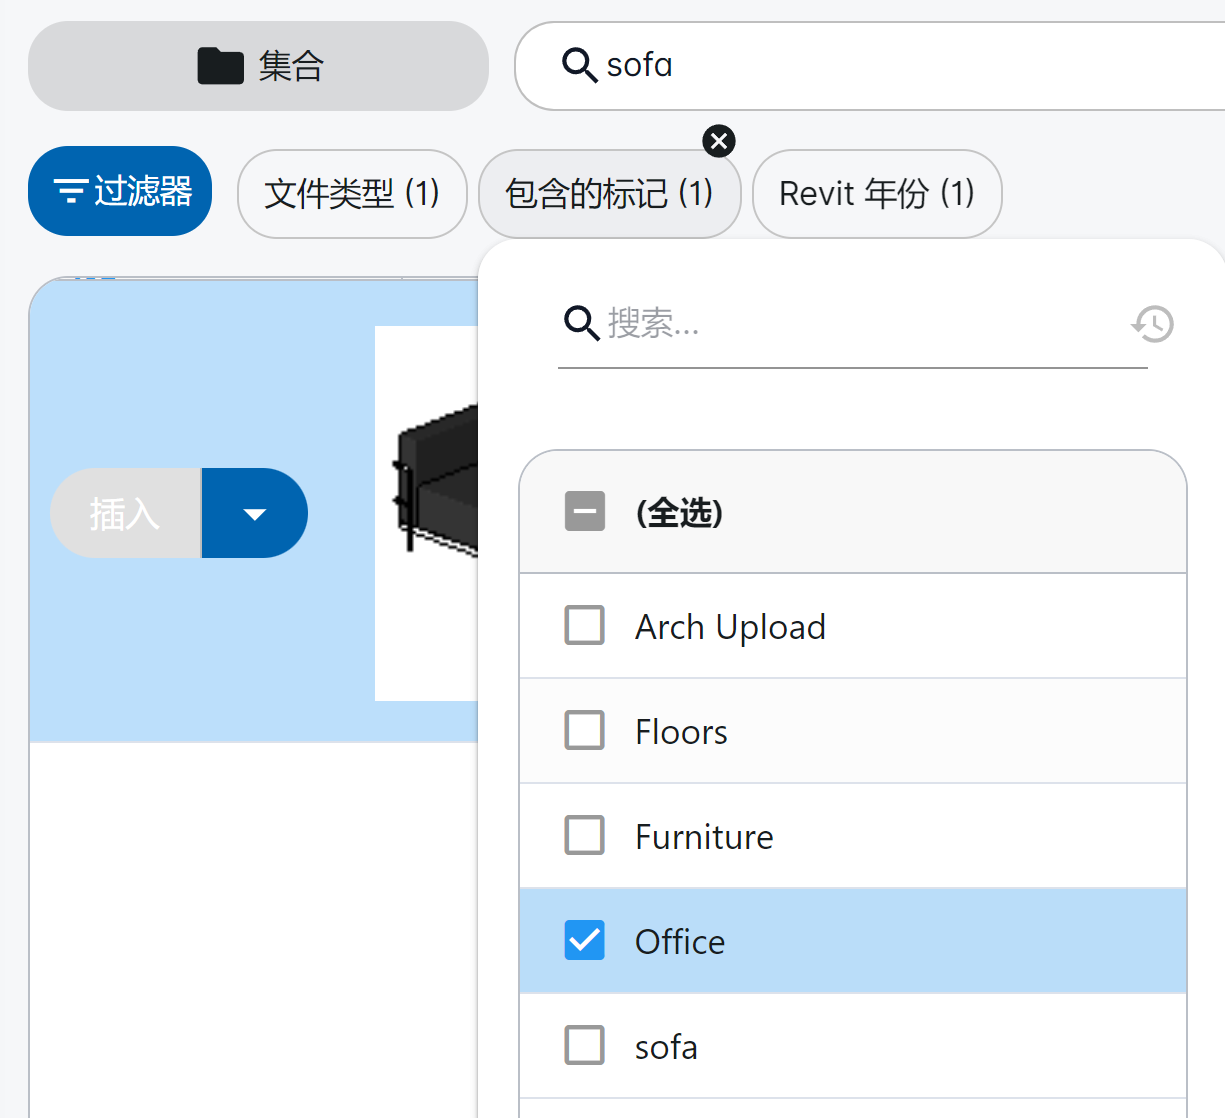 集合
sofa
过滤器
文件类型 (1)
包含的标记 (1)
Revit 年份 (1)
搜索...
插入
(全选)
Arch Upload
Floors
Furniture
Office
sofa